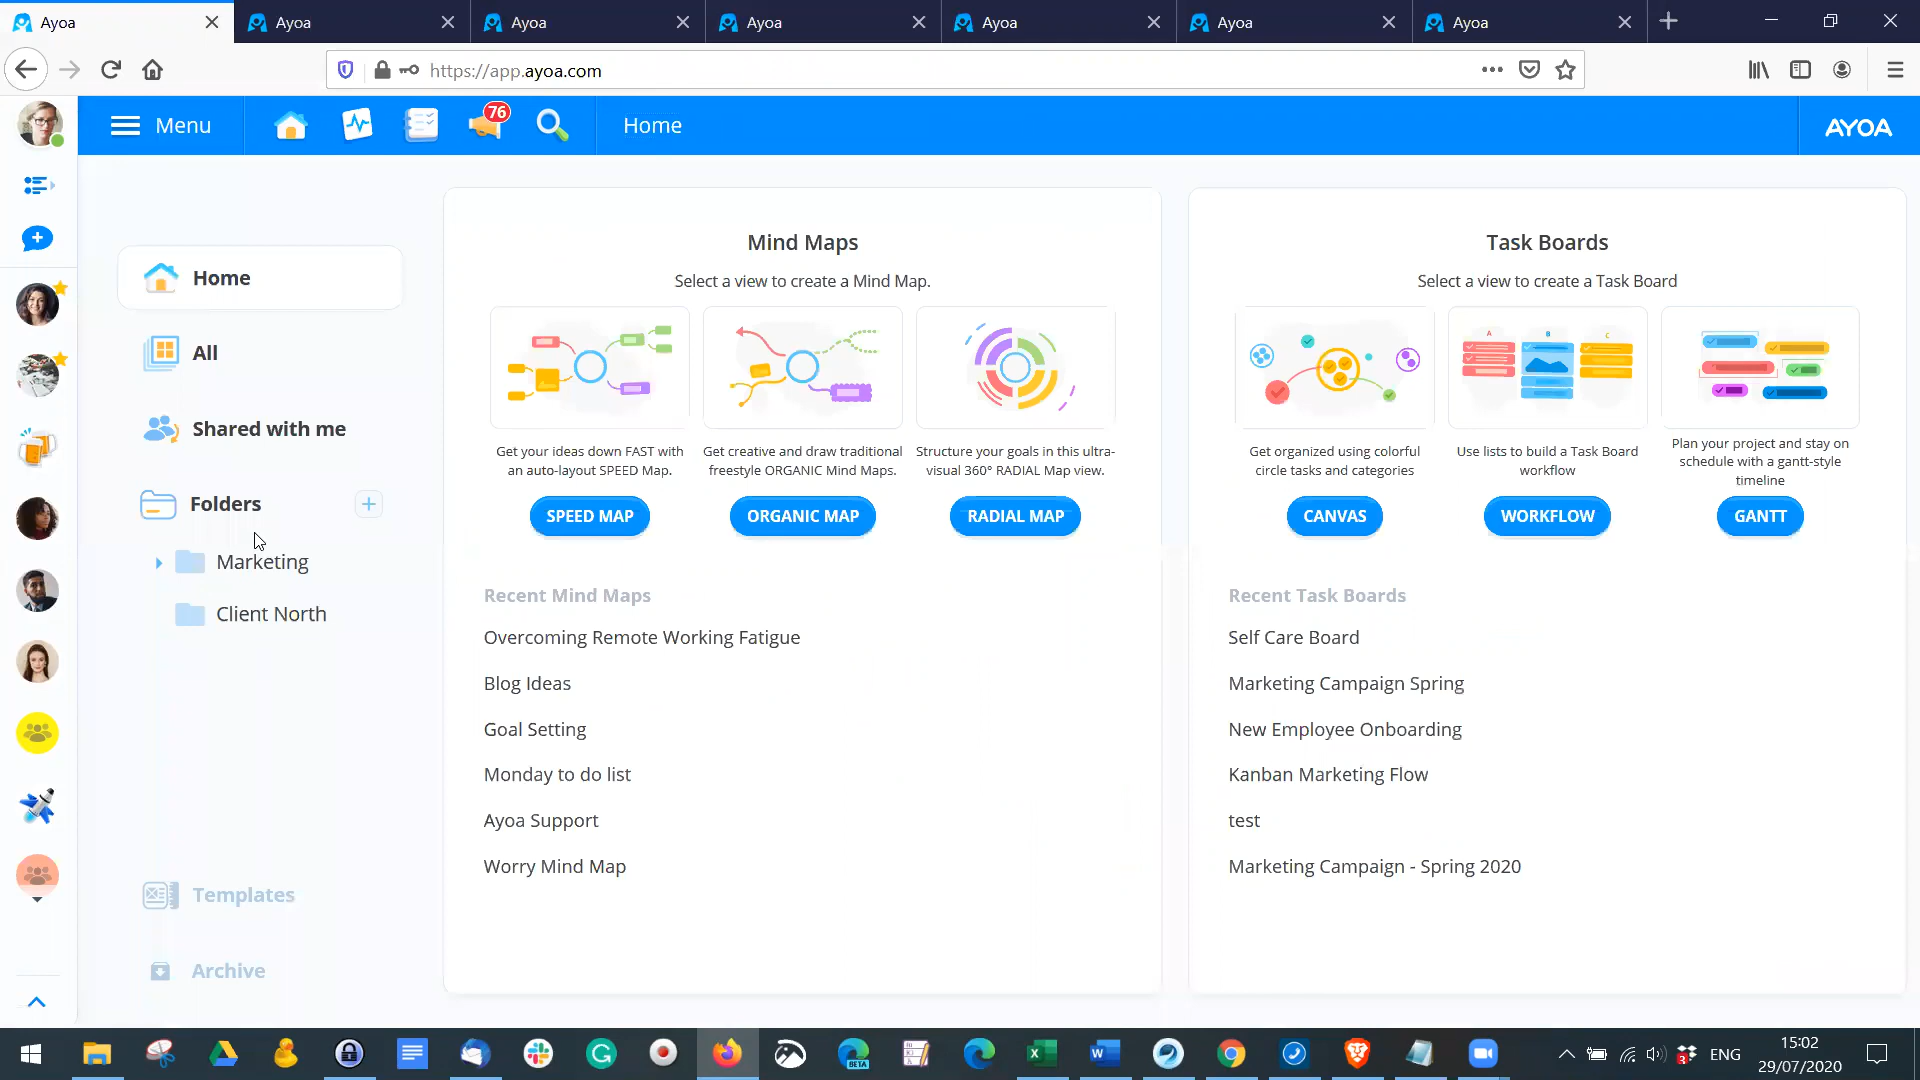 Ayoa
Ayoa
Ayoa
Ayoa
Ayoa
Ayoa
Ayoa
https://app.ayoa.com
Menu
76
Home
AYOA
Home
All
Shared with me
Folders
Marketing
Client North
Templates
Archive
Mind Maps
Select a view to create a Mind Map.
Get your ideas down FAST with
an auto-layout SPEED Map.
SPEED MAP
Get creative and draw traditional
freestyle ORGANIC Mind Maps.
ORGANIC MAP
Structure your goals in this ultra-
visual 360° RADIAL Map view.
RADIAL MAP
Recent Mind Maps
Overcoming Remote Working Fatigue
Blog Ideas
Goal Setting
Monday to do list
Ayoa Support
Worry Mind Map
Task Boards
Select a view to create a Task Board
Get organized using colorful
circle tasks and categories
CANVAS
A
B
C
Use lists to build a Task Board
workflow
WORKFLOW
Plan your project and stay on
schedule with a gantt-style
timeline
GANTT
Recent Task Boards
Self Care Board
Marketing Campaign Spring
New Employee Onboarding
Kanban Marketing Flow
test
Marketing Campaign - Spring 2020
BETA
3
ENG
15:02
29/07/2020